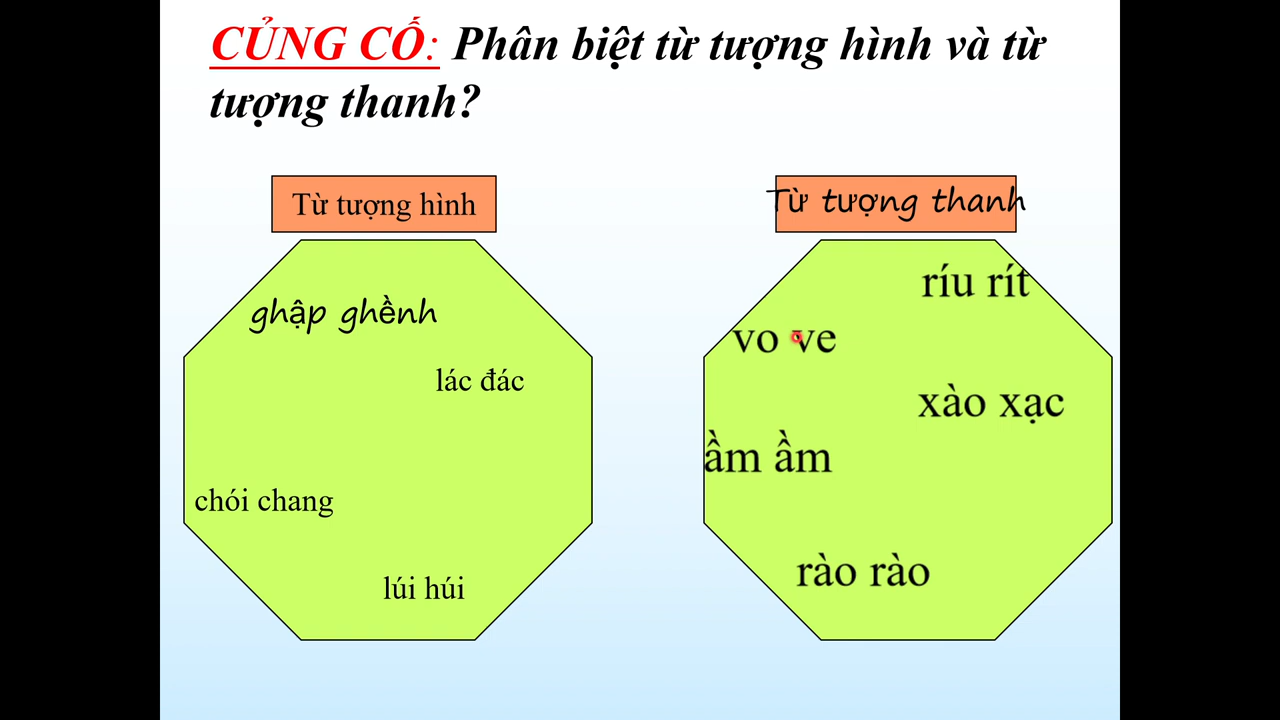 CỦNG CỐ: Phân biệt từ tượng hình và từ
tượng thanh?
Từ tượng hình
ghập ghềnh
lác đác
chói chang
lúi húi
Từ tượng thanh
ríu rít
vo ve
xào xạc
ầm ầm
rào rào